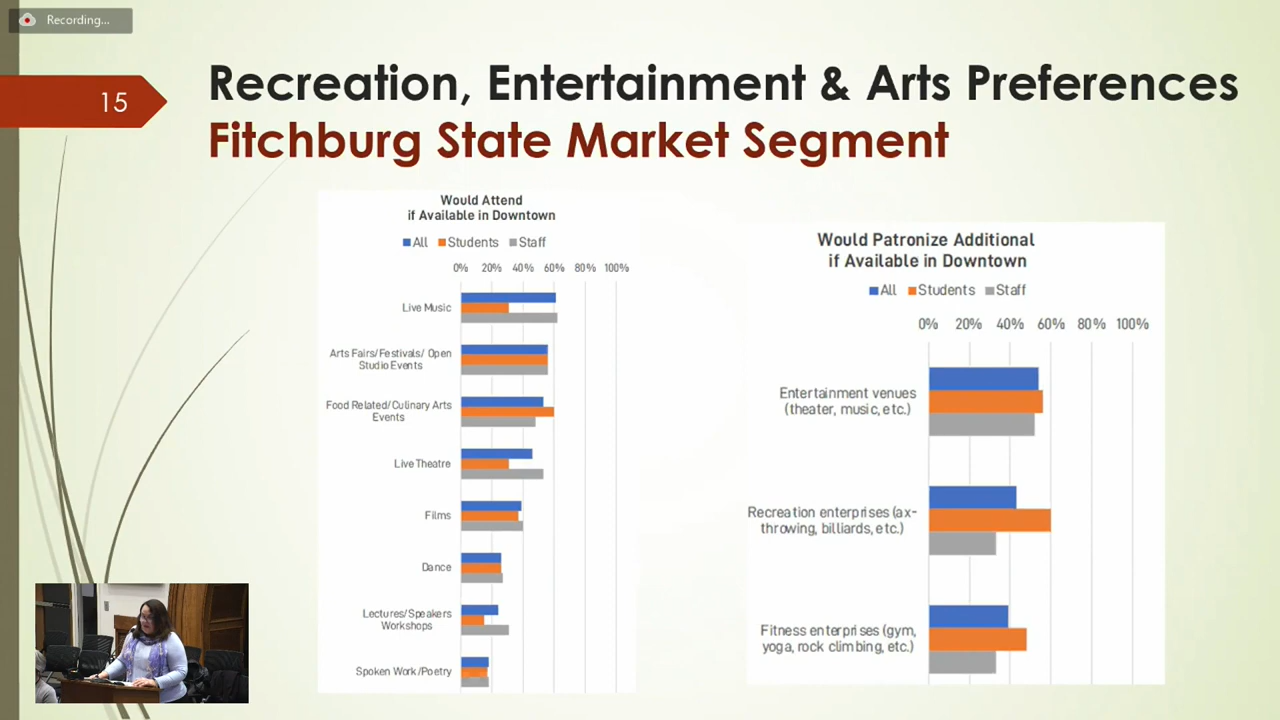 Recording...
15
Recreation, Entertainment & Arts Preferences
Fitchburg State Market Segment
Would Attend
if Available in Downtown
All Students Staff
0% 20% 40% 60% 80% 100%
Live Music
Arts Fairs/Festivals/ Open
Studio Events
Food Related/Culinary Arts
Events
Live Theatre
Films
Dance
Lectures/Speakers
Workshops
Spoken Work/Poetry
Would Patronize Additional
if Available in Downtown
All Students Staff
0% 20% 40% 60% 80% 100%
Entertainment venues
(theater, music, etc.)
Recreation enterprises (ax-
throwing, billiards, etc.)
Fitness enterprises (gym,
yoga, rock climbing, etc.)